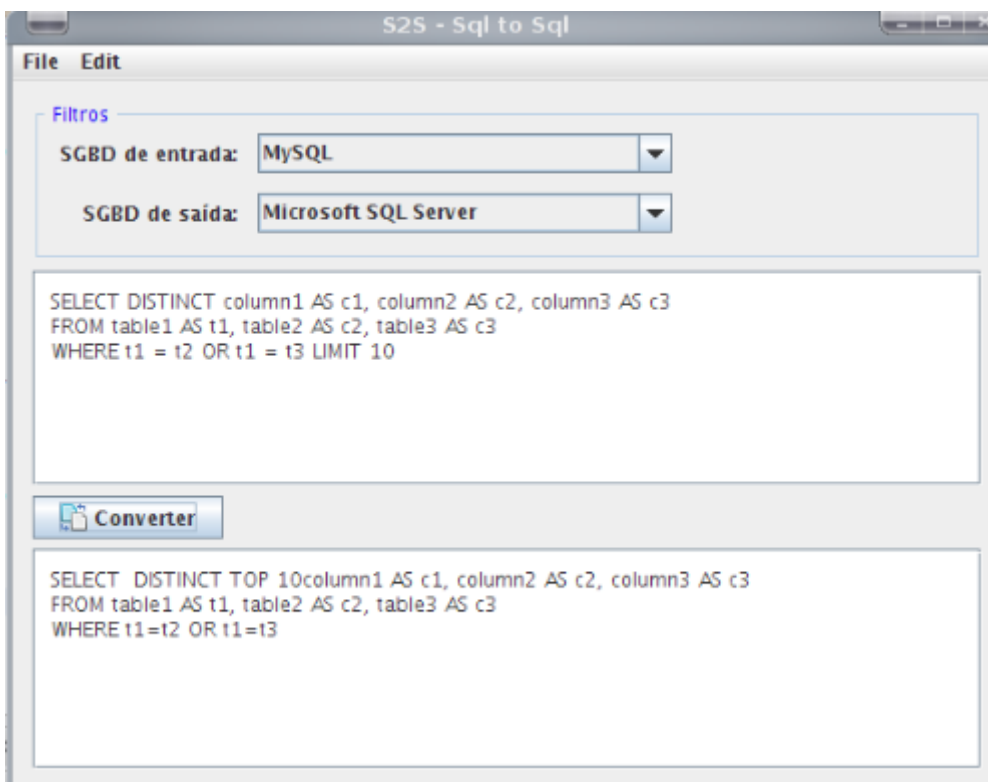 S2S - Sql to Sql
File Edit
Filtros
SGBD de entrada: MySQL
SGBD de saída: Microsoft SQL Server
SELECT DISTINCT column1 AS c1, column2 AS c2, column3 AS c3
FROM table1 AS t1, table2 AS c2, table3 AS c3
WHERE t1 = t2 OR t1 = t3 LIMIT 10
Converter
SELECT  DISTINCT TOP 10column1 AS c1, column2 AS c2, column3 AS c3
FROM table1 AS t1, table2 AS c2, table3 AS c3
WHERE t1=t2 OR t1=t3